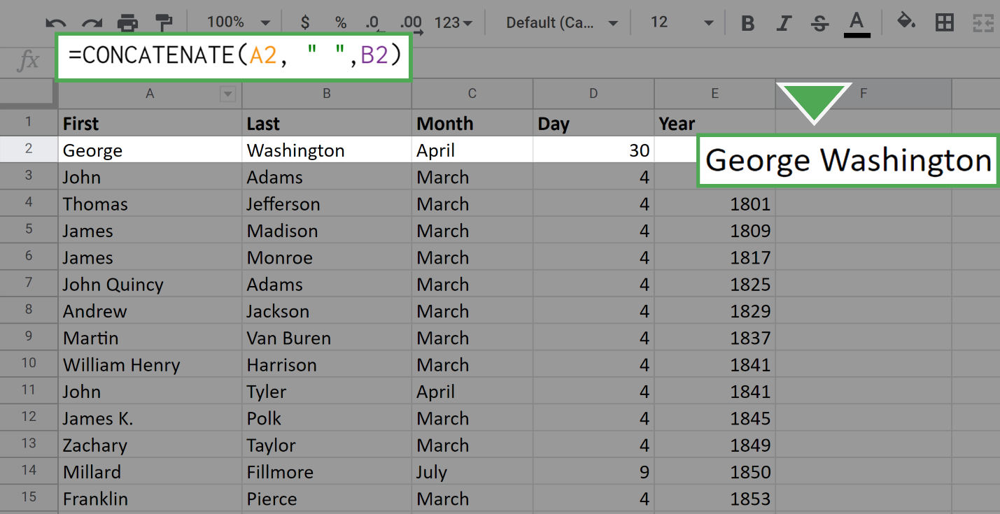 100% $ % .0 .00 123 Default (Ca... 12 B I S A
fx =CONCATENATE(A2, " ",B2)
A B C D E F
1 First Last Month Day Year
2 George Washington April 30 George Washington
3 John Adams March 4
4 Thomas Jefferson March 4 1801
5 James Madison March 4 1809
6 James Monroe March 4 1817
7 John Quincy Adams March 4 1825
8 Andrew Jackson March 4 1829
9 Martin Van Buren March 4 1837
10 William Henry Harrison March 4 1841
11 John Tyler April 4 1841
12 James K. Polk March 4 1845
13 Zachary Taylor March 4 1849
14 Millard Fillmore July 9 1850
15 Franklin Pierce March 4 1853